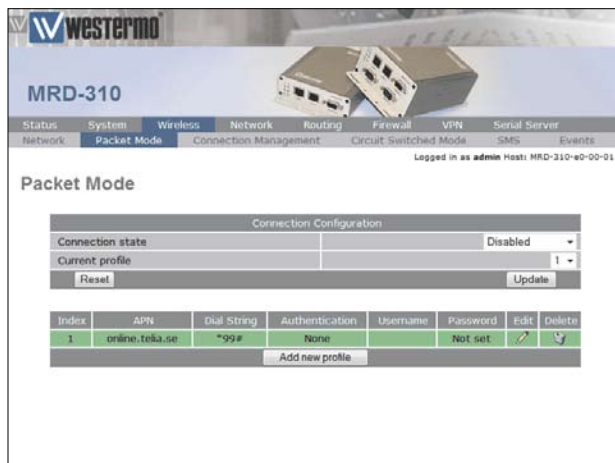 westermo
MRD-310
Status System Wireless Network Routing Firewall VPN Serial Server
Network Packet Mode Connection Management Circuit Switched Mode SMS Events
Logged in as admin Host: MRD-310-e0-00-01
Packet Mode
Connection Configuration
Connection state Disabled
Current profile 1
Reset Update
Index APN Dial String Authentication Username Password Edit Delete
1 online.telia.se *99# None Not set
Add new profile